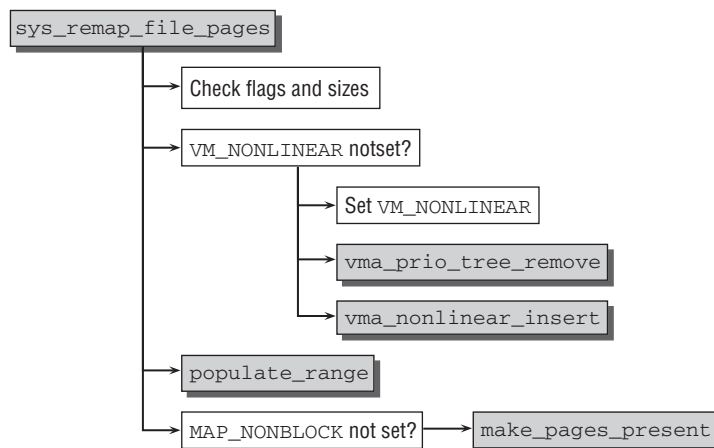 sys_remap_file_pages
Check flags and sizes
VM_NONLINEAR notset?
Set VM_NONLINEAR
vma_prio_tree_remove
vma_nonlinear_insert
populate_range
MAP_NONBLOCK not set?
make_pages_present